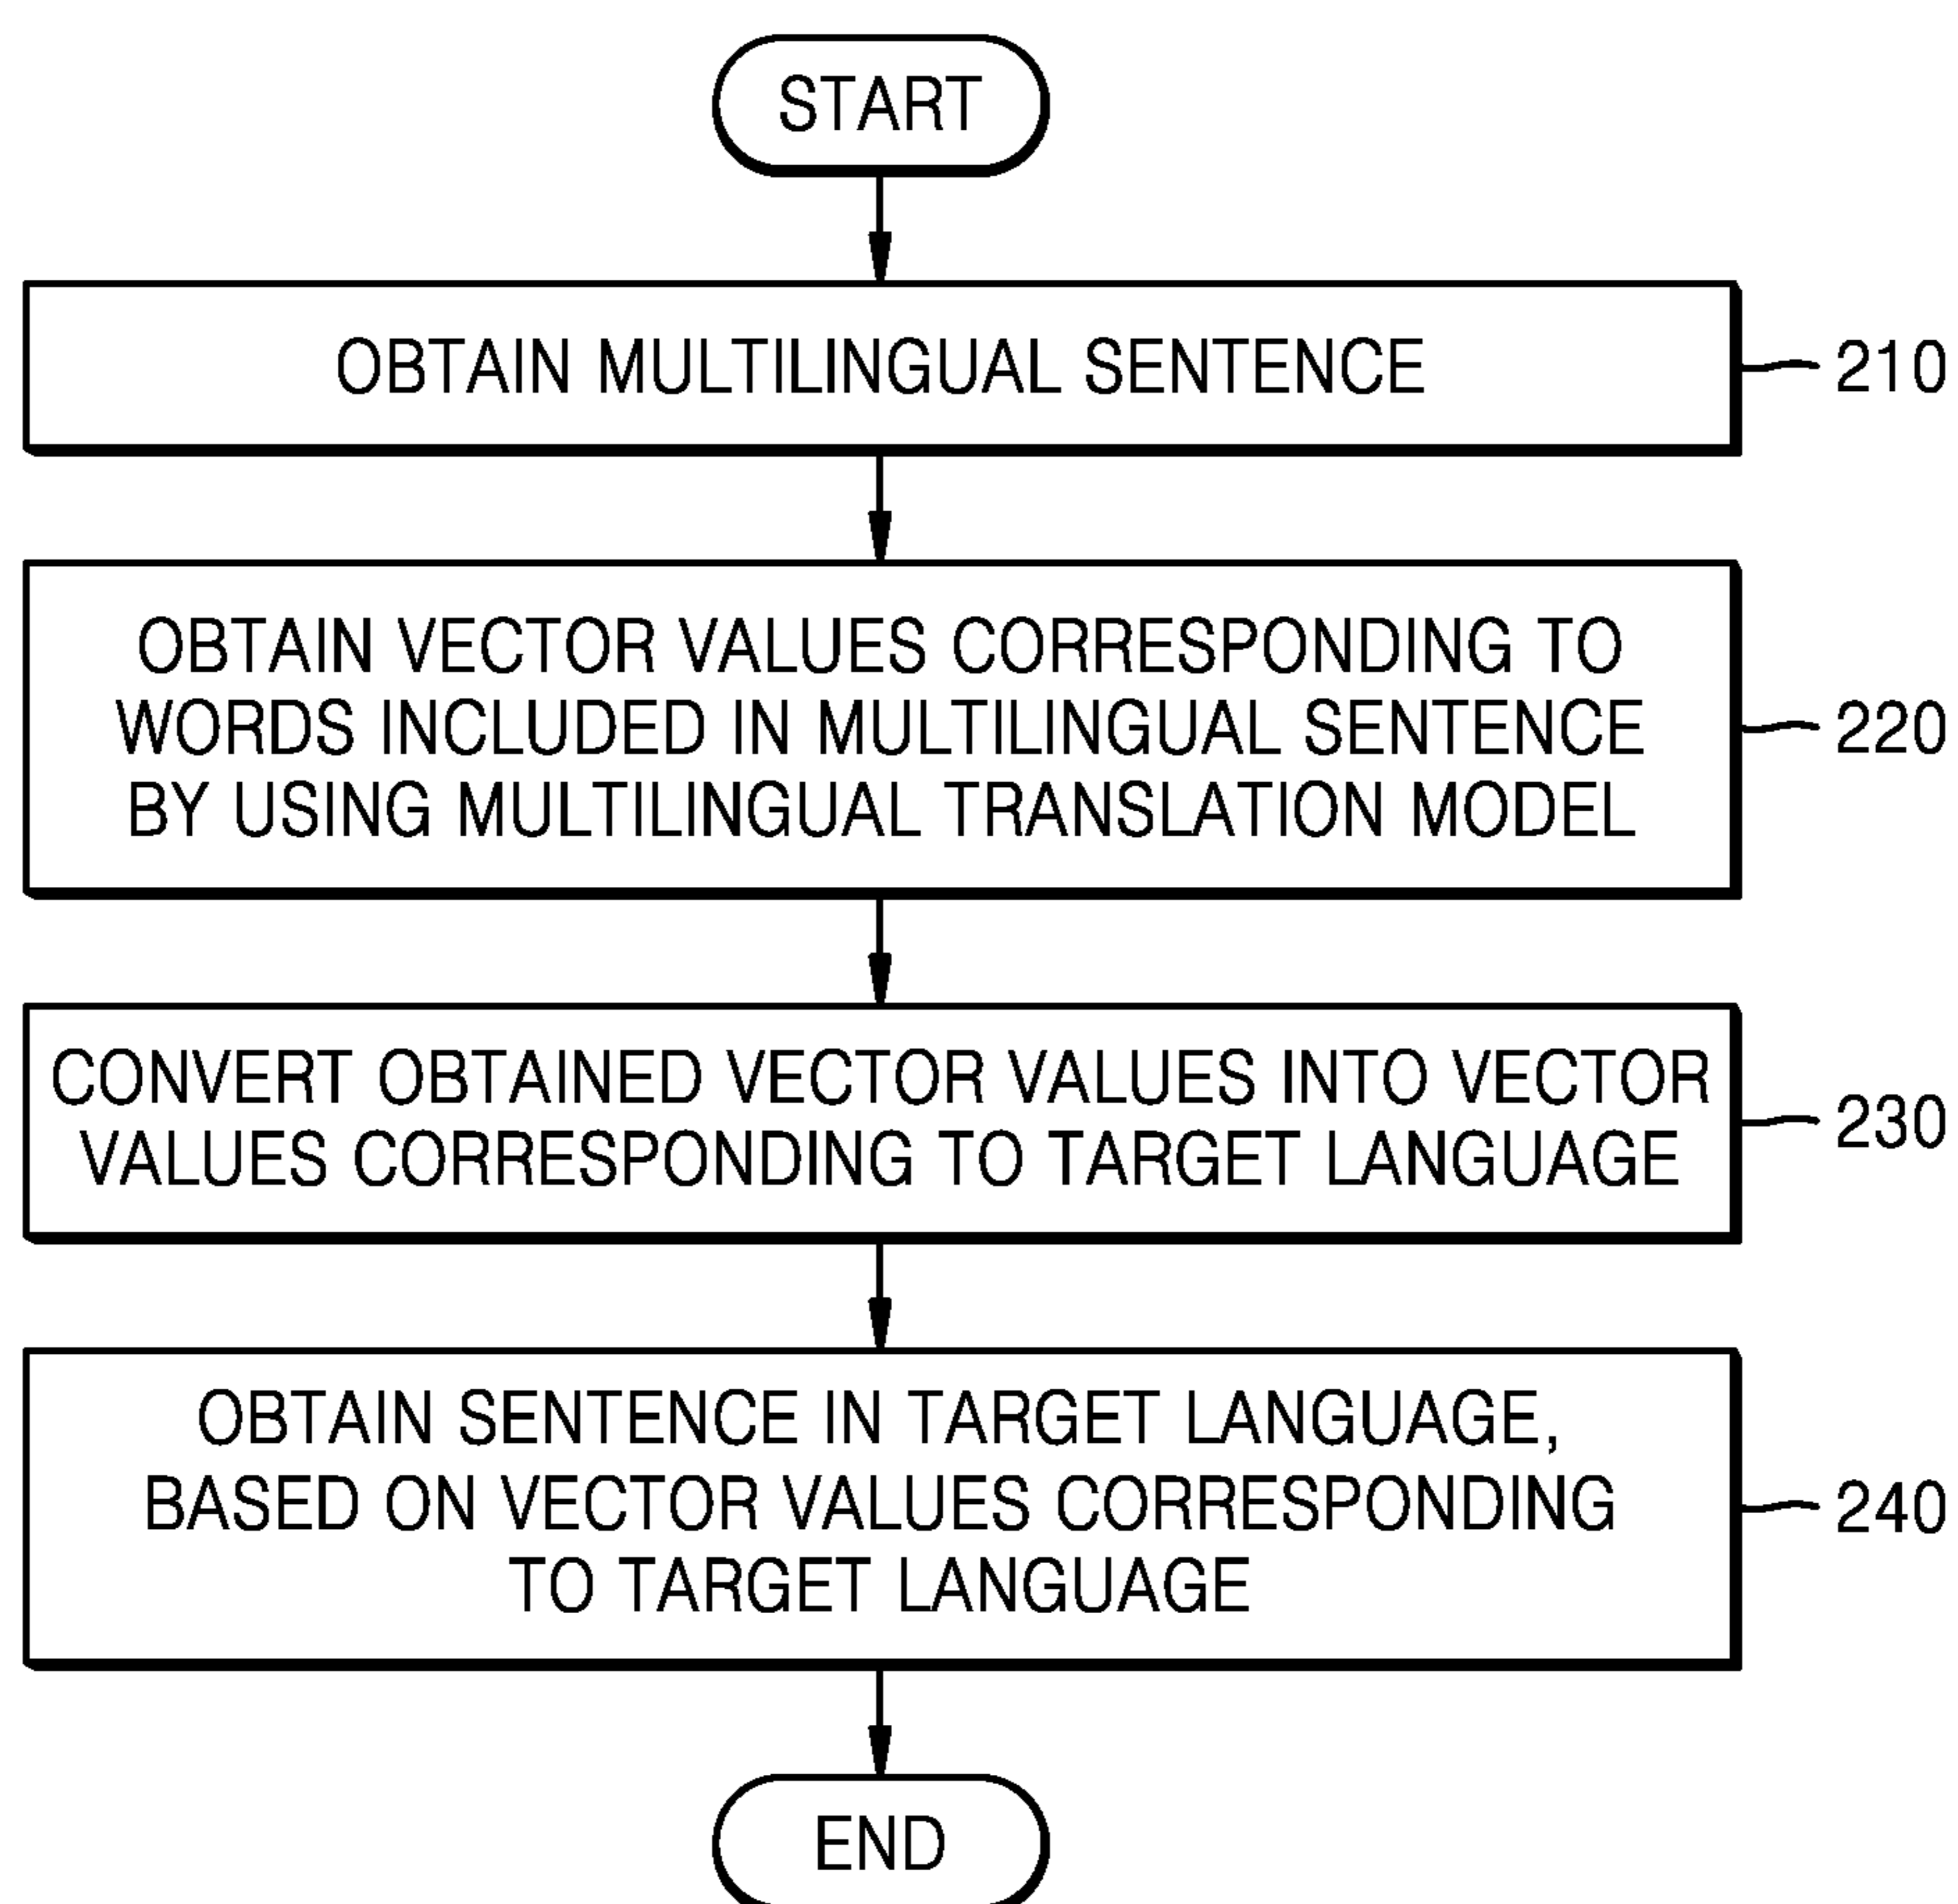 START
OBTAIN MULTILINGUAL SENTENCE
210
OBTAIN VECTOR VALUES CORRESPONDING TO
WORDS INCLUDED IN MULTILINGUAL SENTENCE
BY USING MULTILINGUAL TRANSLATION MODEL
220
CONVERT OBTAINED VECTOR VALUES INTO VECTOR
VALUES CORRESPONDING TO TARGET LANGUAGE
230
OBTAIN SENTENCE IN TARGET LANGUAGE,
BASED ON VECTOR VALUES CORRESPONDING
TO TARGET LANGUAGE
240
END